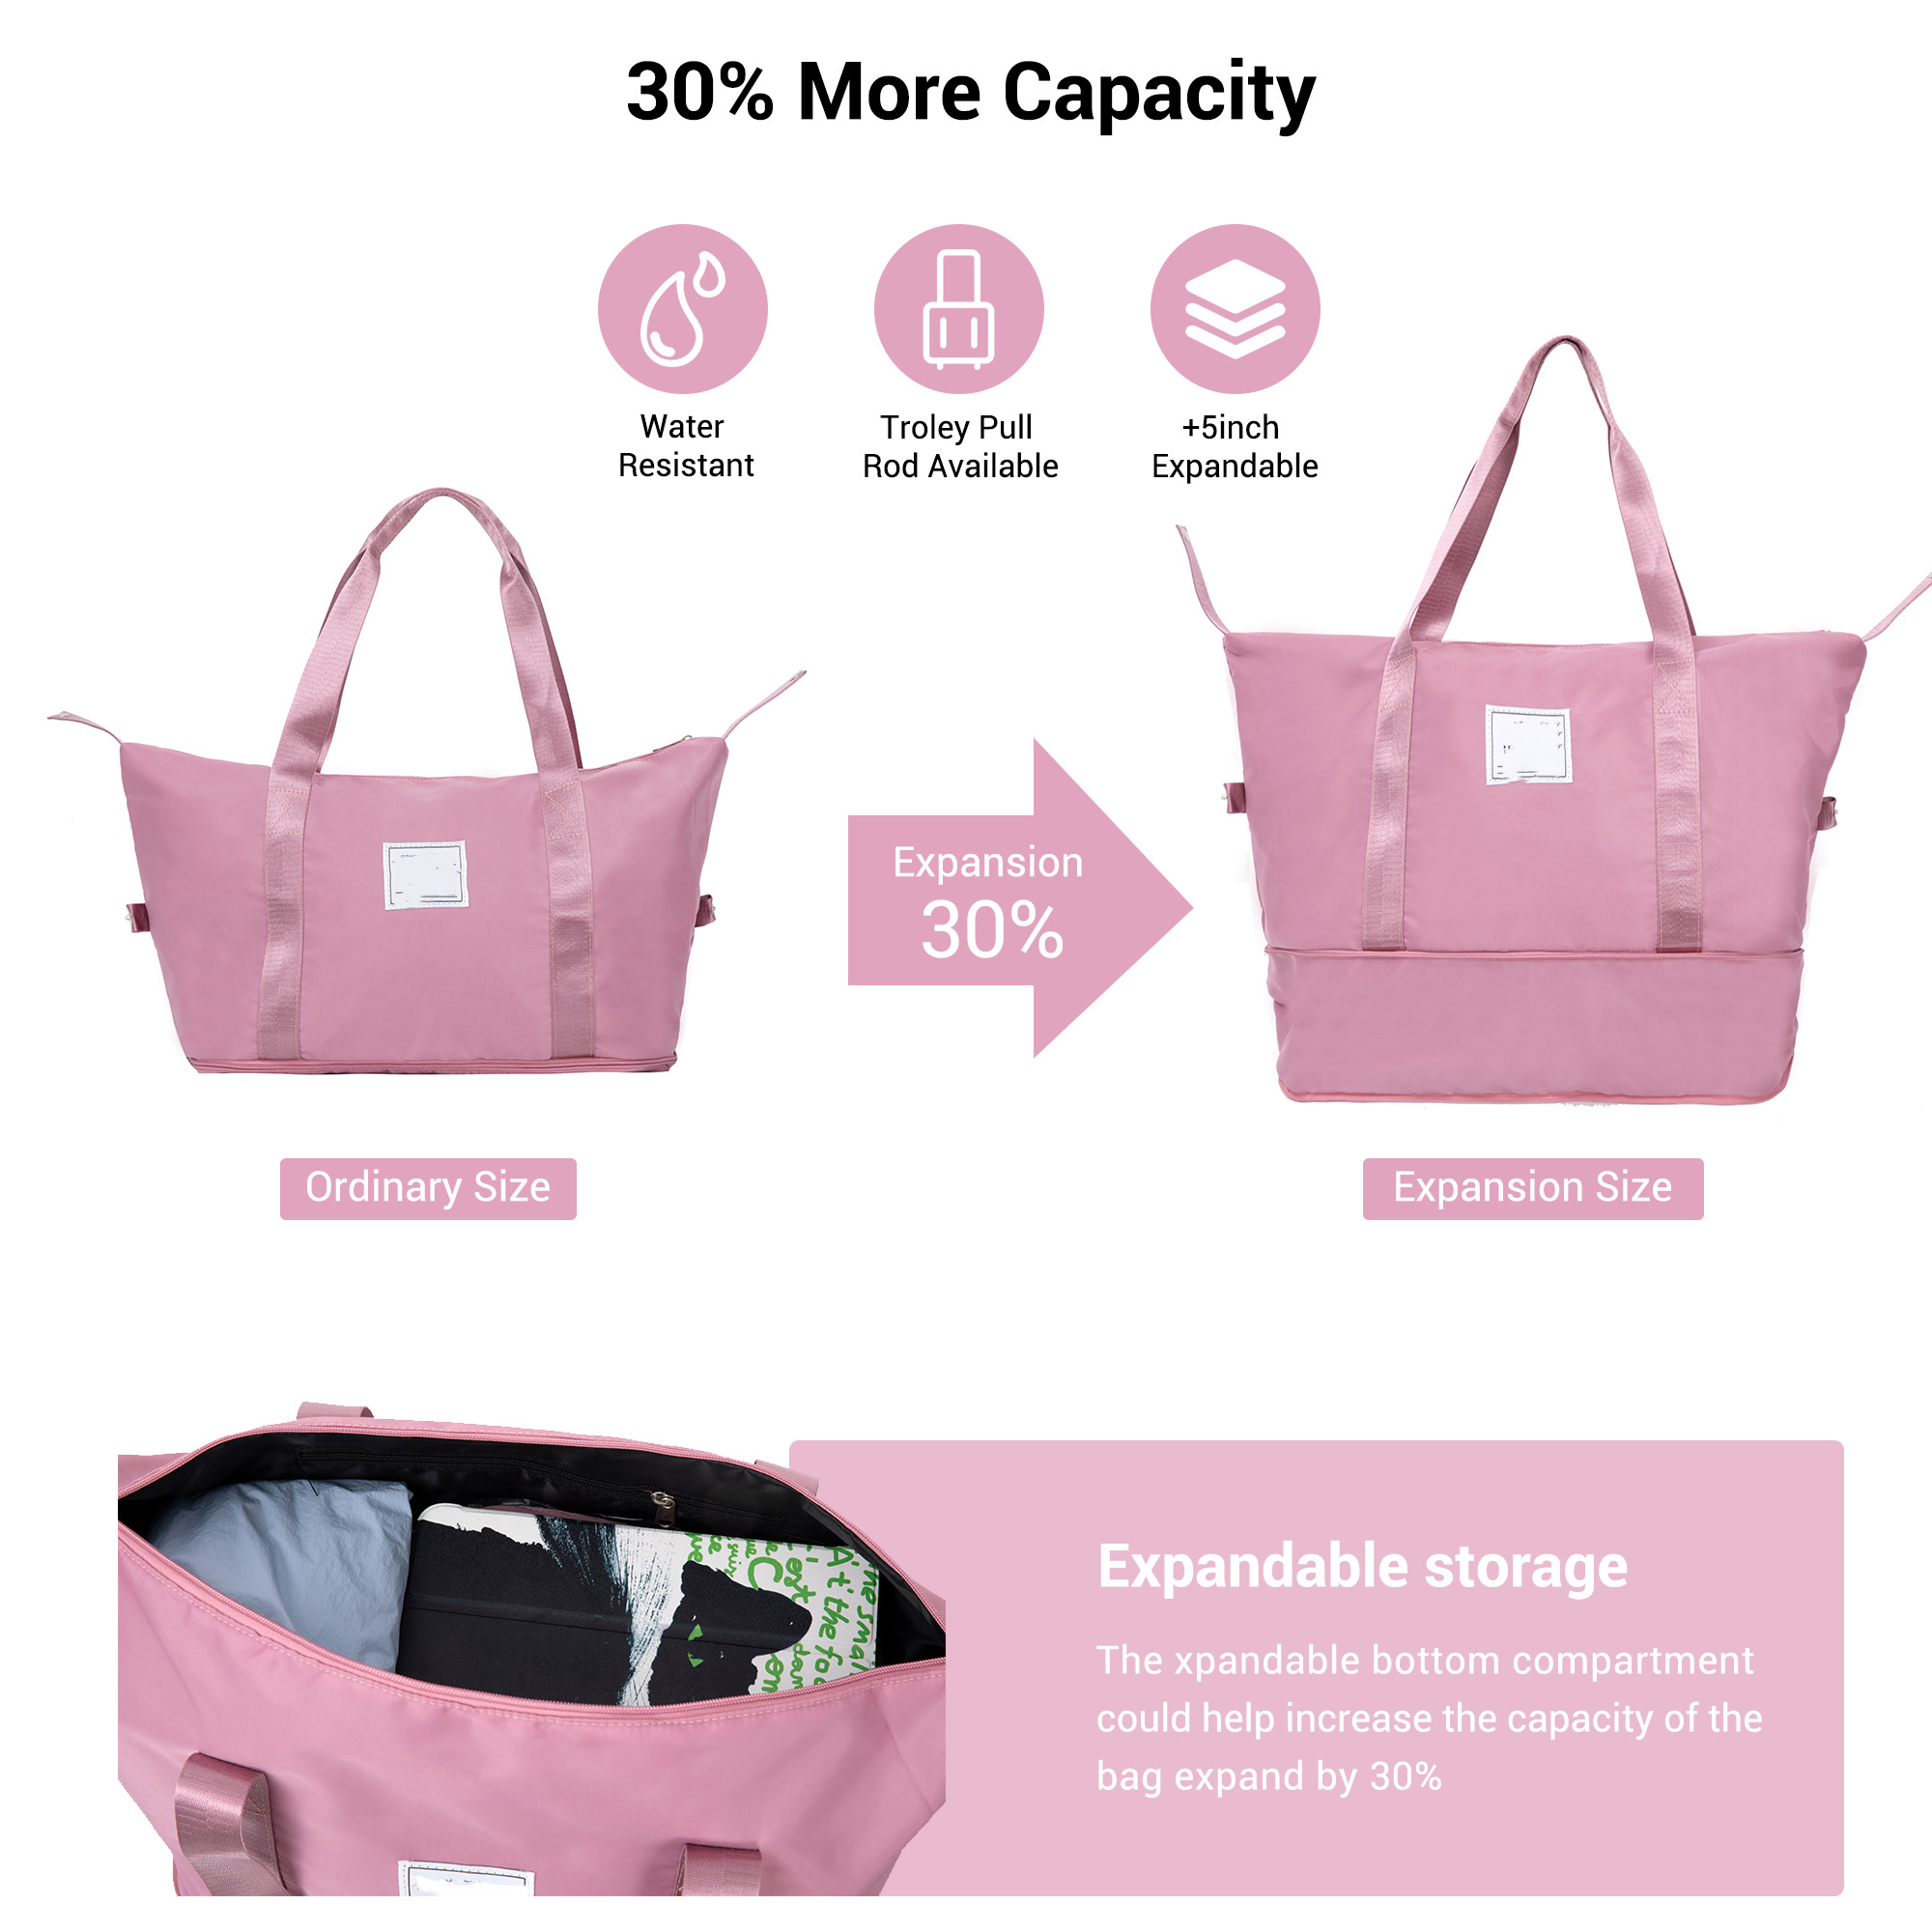 30% More Capacity
Water
Resistant
Troley Pull
Rod Available
+5inch
Expandable
Expansion
30%
Ordinary Size
Expansion Size
Expandable storage
The xpandable bottom compartment
could help increase the capacity of the
bag expand by 30%